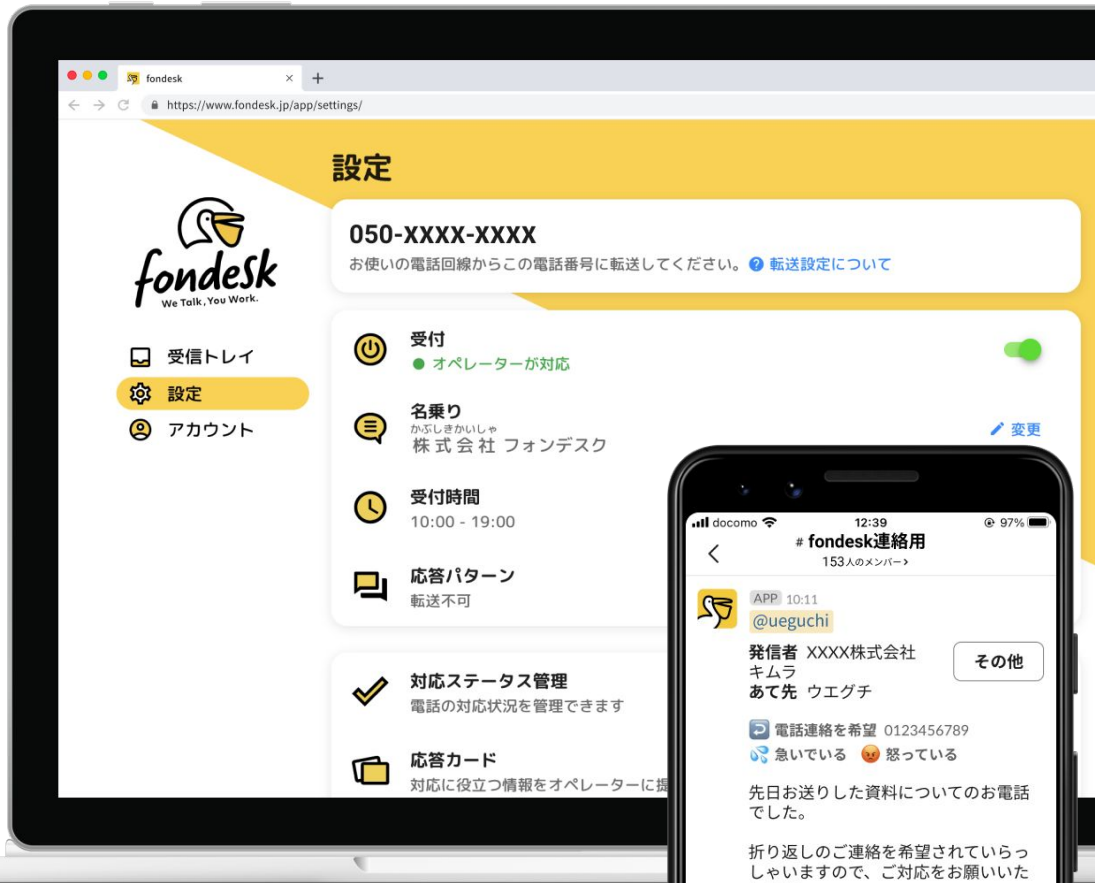 fondesk
https://www.fondesk.jp/app/settings/
設定
fondesk
We Talk, You Work.
受信トレイ
設定
アカウント
050-XXXX-XXXX
お使いの電話回線からこの電話番号に転送してください。 ? 転送設定について
受付
オペレーターが対応
名乗り
かぶしきかいしゃ
株式会社 フォンデスク
変更
受付時間
10:00 - 19:00
応答パターン
転送不可
対応ステータス管理
電話の対応状況を管理できます
応答カード
対応に役立つ情報をオペレーターに提
docomo 12:39 97%
# fondesk連絡用
153人のメンバー>
APP 10:11
@ueguchi
発信者 XXXX株式会社
キムラ
あて先 ウエグチ
その他
電話連絡を希望 0123456789
急いでいる 怒っている
先日お送りした資料についてのお電話
でした。
折り返しのご連絡を希望されていらっ
しゃいますので、ご対応をお願いいた